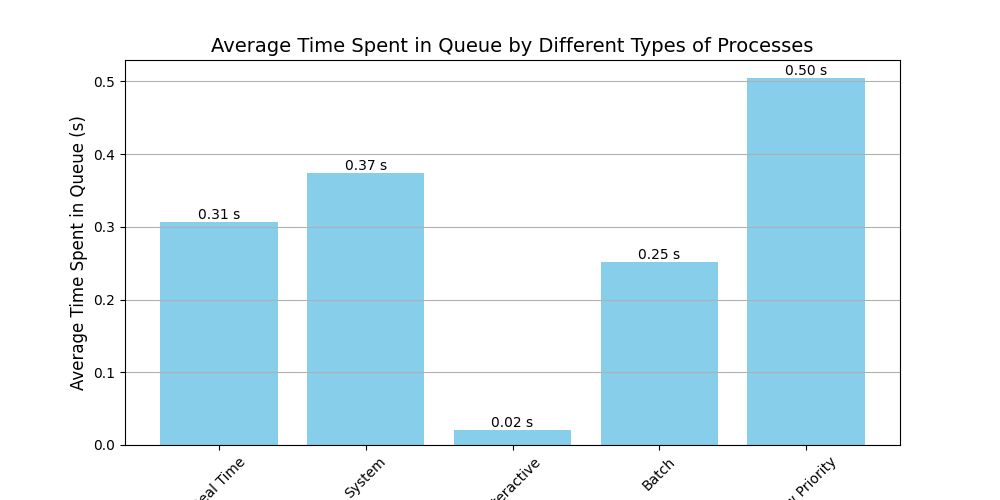 Average Time Spent in Queue by Different Types of Processes
Average Time Spent in Queue (s)
0.5
0.4
0.3
0.2
0.1
0.0
0.31 s
0.37 s
0.02 s
0.25 s
0.50 s
Time
System
Batch
Priority